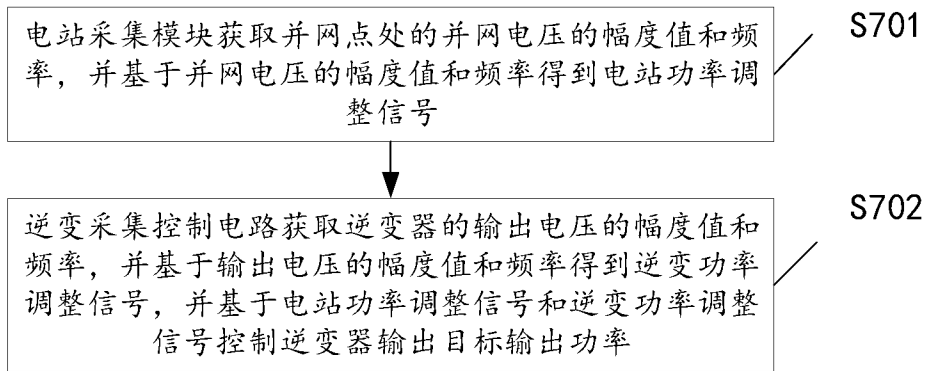 电站采集模块获取并网点处的并网电压的幅度值和频
率，并基于并网电压的幅度值和频率得到电站功率调
整信号
S701
逆变采集控制电路获取逆变器的输出电压的幅度值和
频率，并基于输出电压的幅度值和频率得到逆变功率
调整信号，并基于电站功率调整信号和逆变功率调整
信号控制逆变器输出目标输出功率
S702